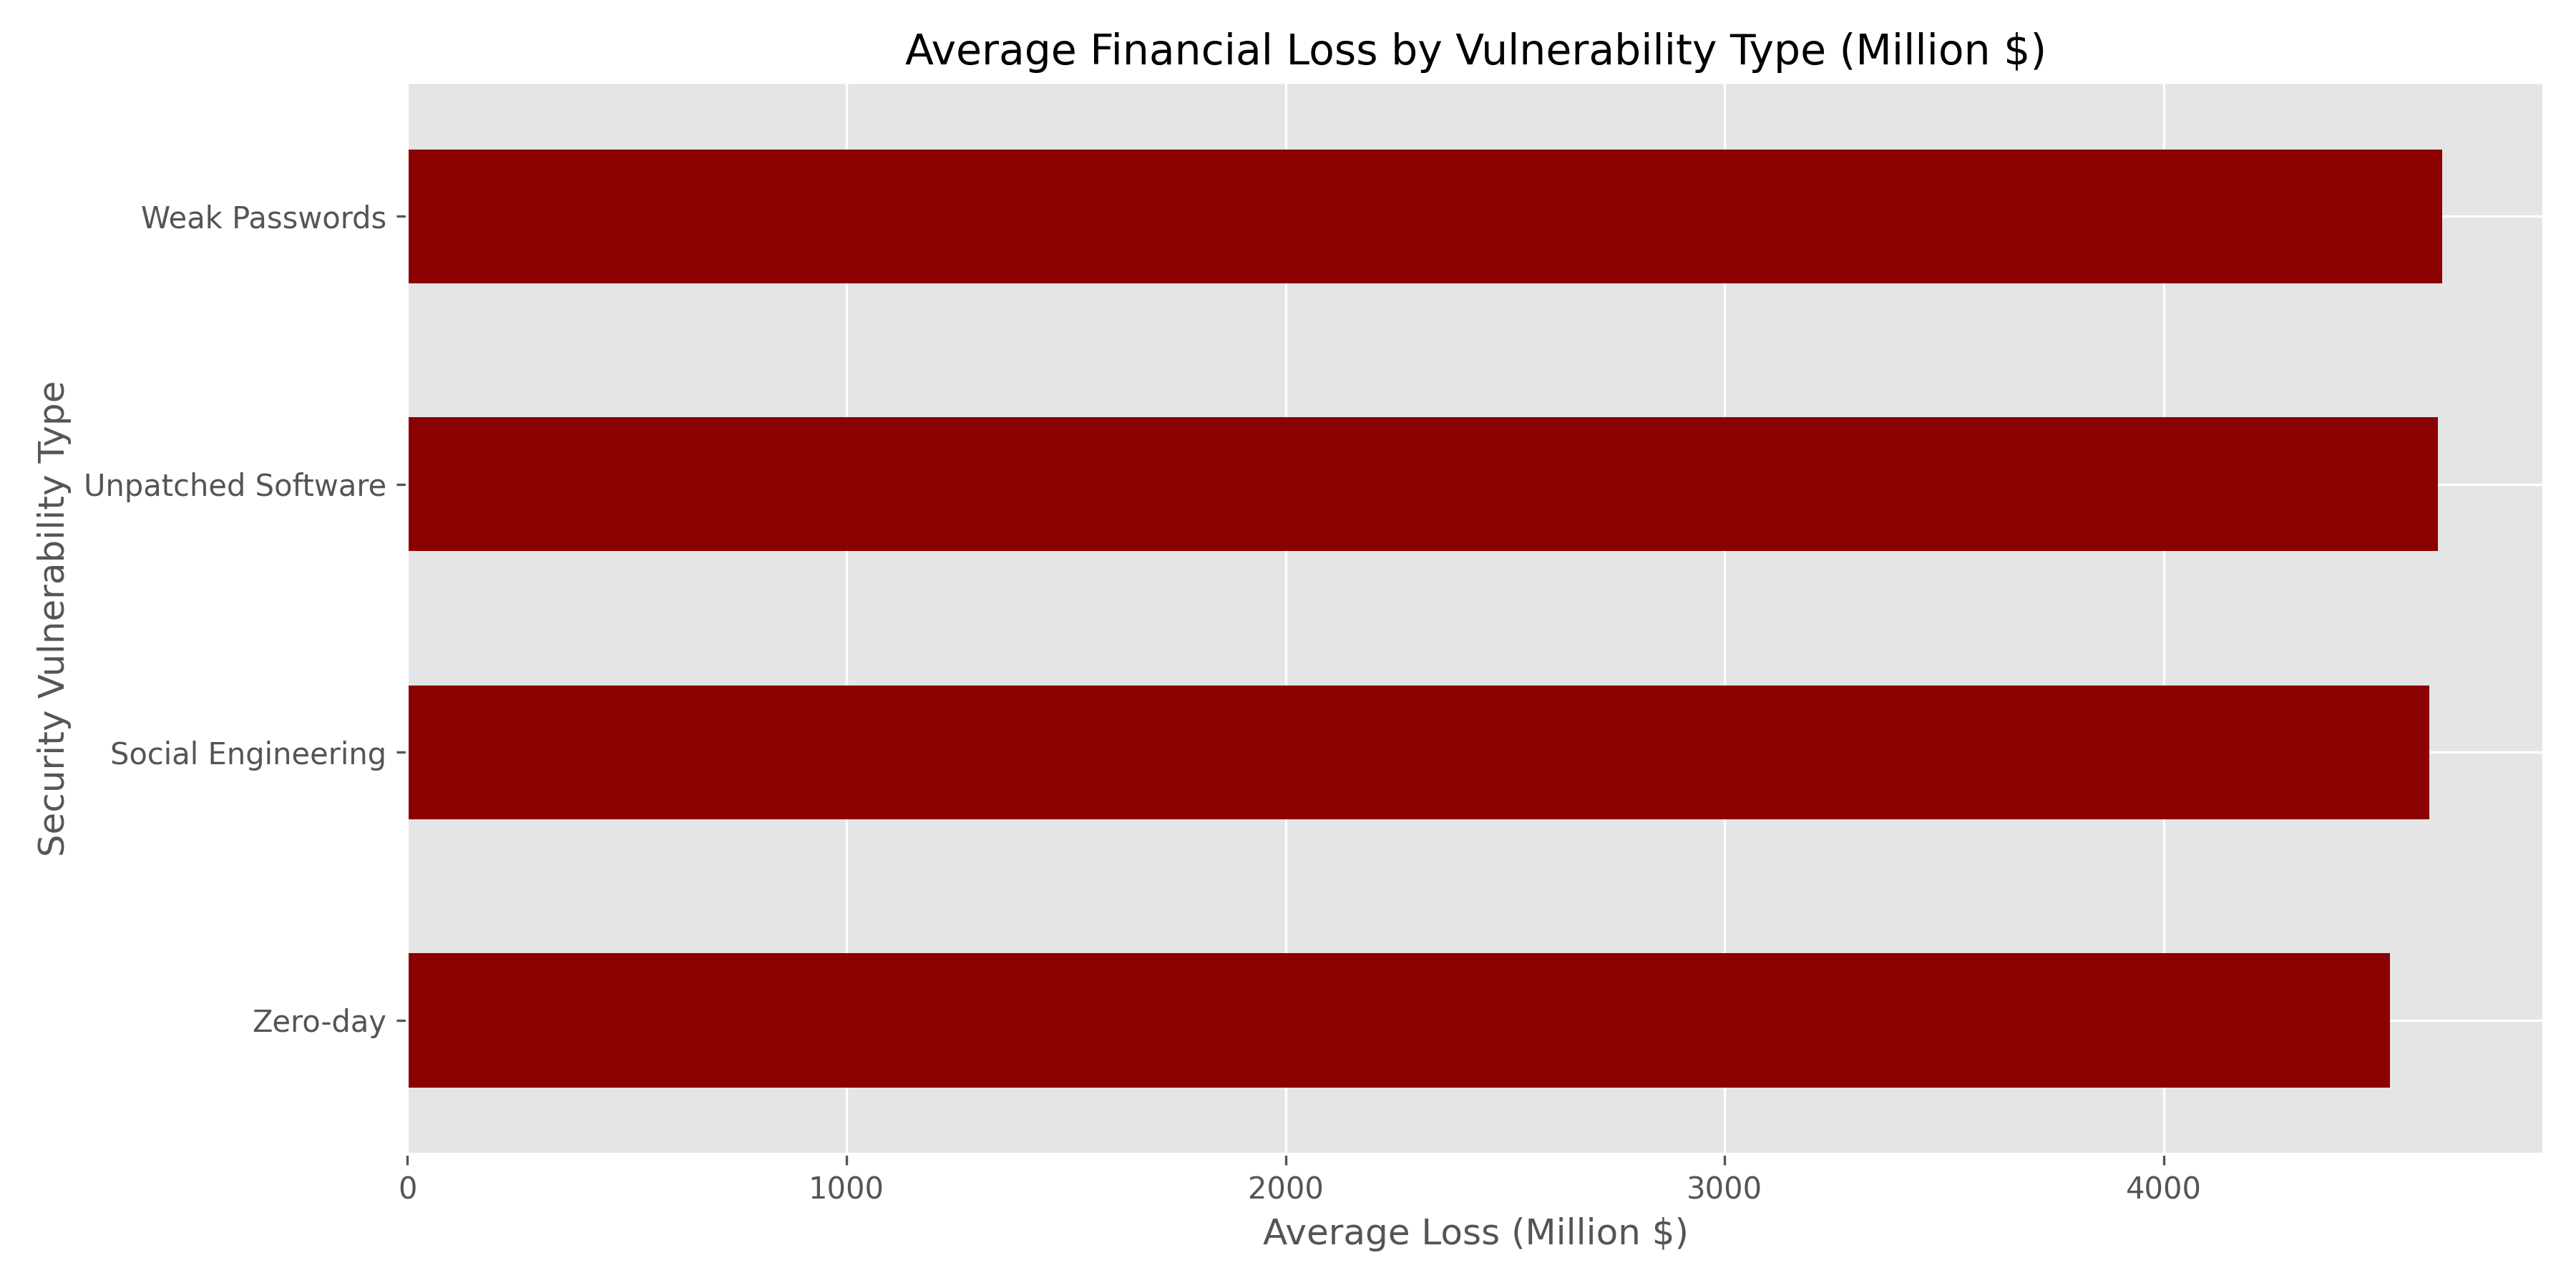 Average Financial Loss by Vulnerability Type (Million $)
Security Vulnerability Type
Weak Passwords
Unpatched Software
Social Engineering
Zero-day
0 1000 2000 3000 4000
Average Loss (Million $)